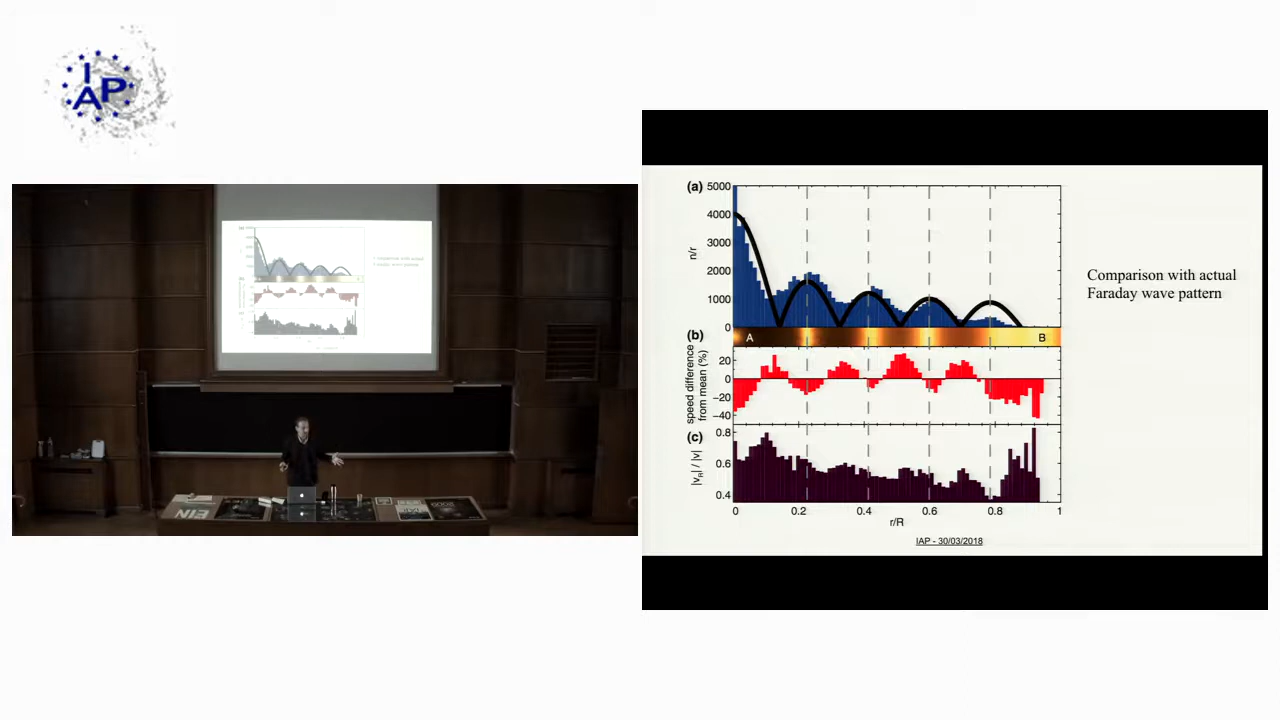 I
AP
(a)
5000
4000
3000
2000
1000
0
n/r
Comparison with actual
Faraday wave pattern
(b)
A
B
20
0
-20
-40
speed difference
from mean (%)
(c)
0.8
0.6
0.4
|vR| / |v|
0
0.2
0.4
0.6
0.8
1
r/R
IAP - 30/03/2018